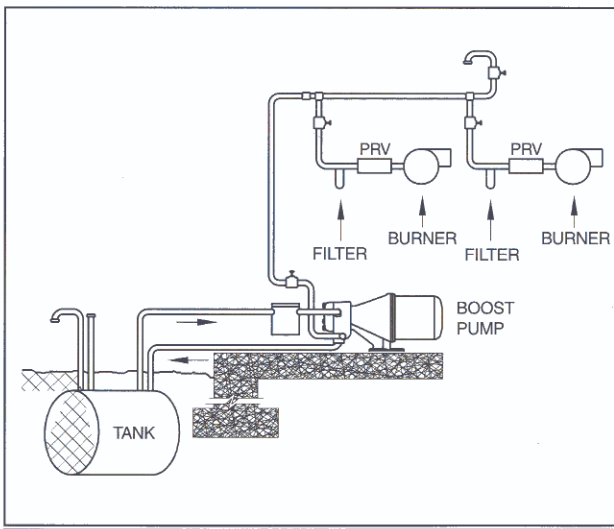 PRV
PRV
FILTER
BURNER
FILTER
BURNER
BOOST
PUMP
TANK